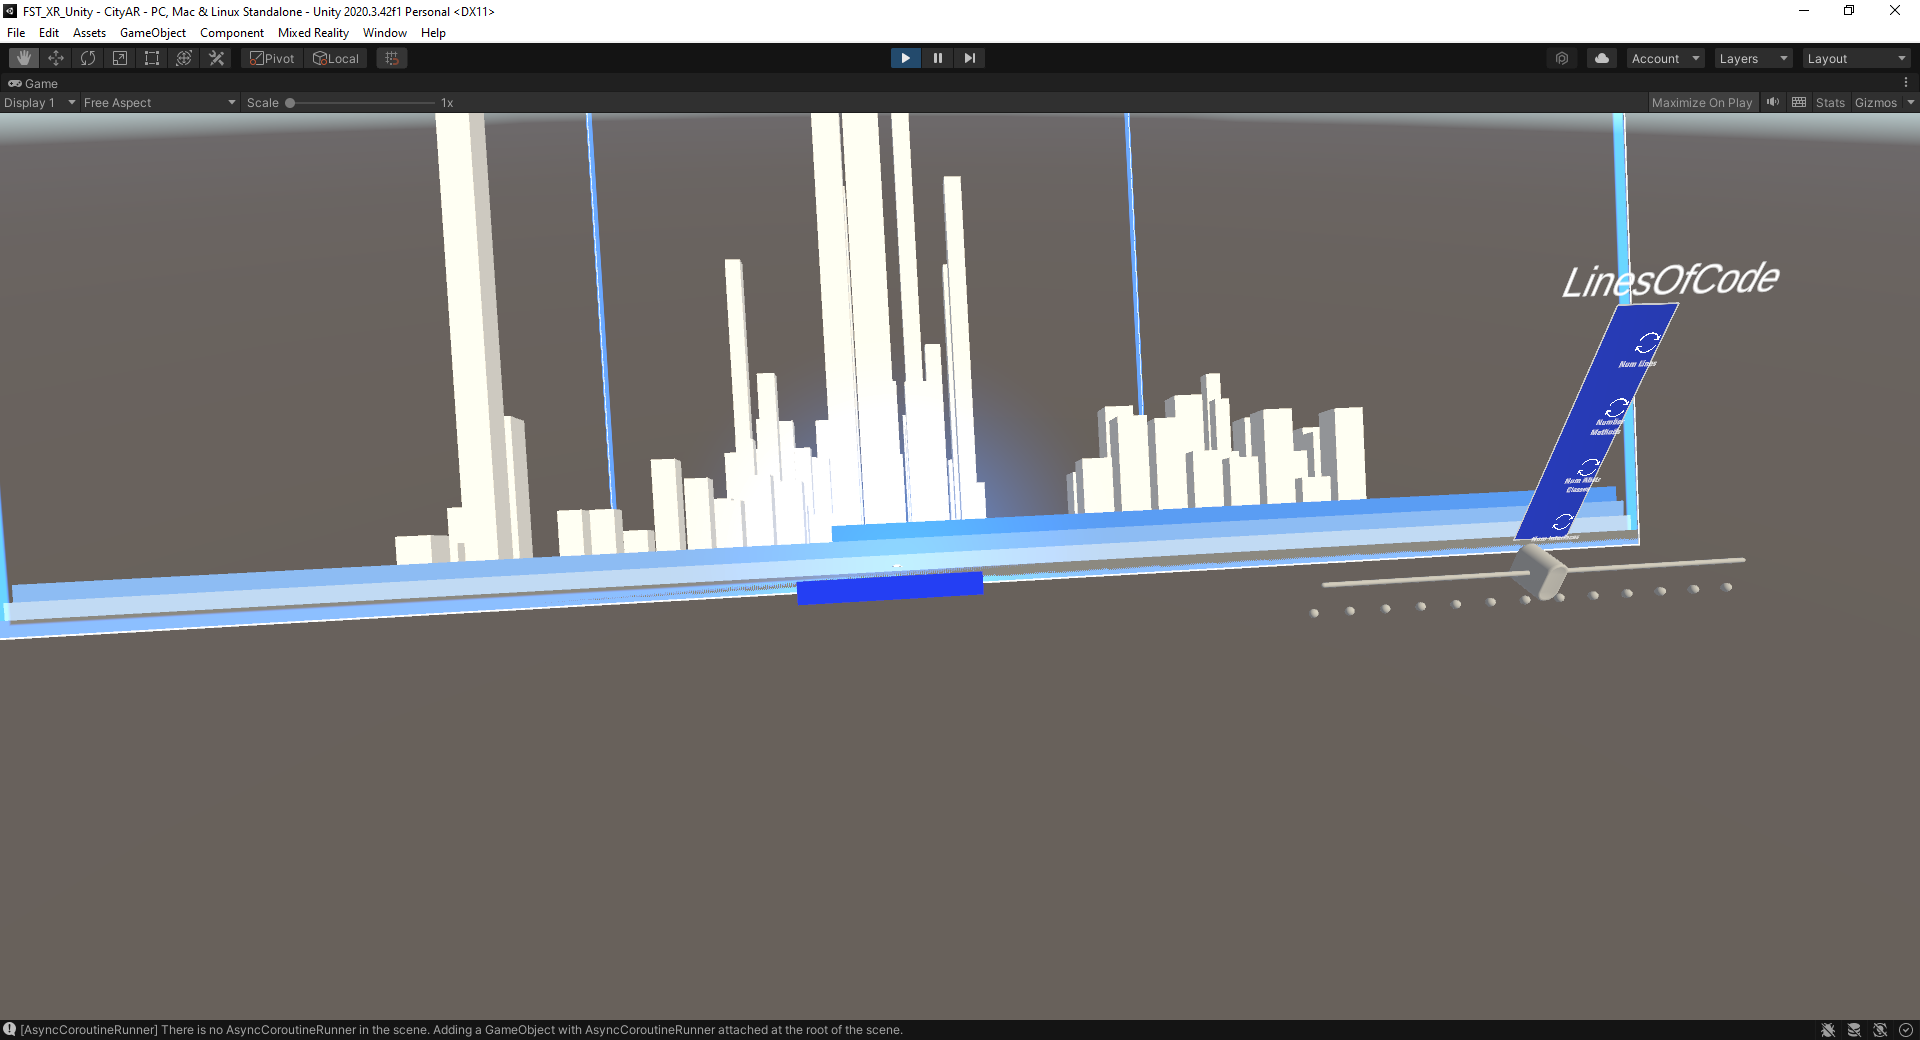 FST_XR_Unity - CityAR - PC, Mac & Linux Standalone - Unity 2020.3.42f1 Personal <DX11>
File Edit Assets GameObject Component Mixed Reality Window Help
Pivot Local Account Layers Layout
Game
Display 1 Free Aspect Scale 1x Maximize On Play Stats Gizmos
LinesOfCode
Num Lines
Number
Methods
Num Abstr
Classes
Num Interfaces
[AsyncCoroutineRunner] There is no AsyncCoroutineRunner in the scene. Adding a GameObject with AsyncCoroutineRunner attached at the root of the scene.